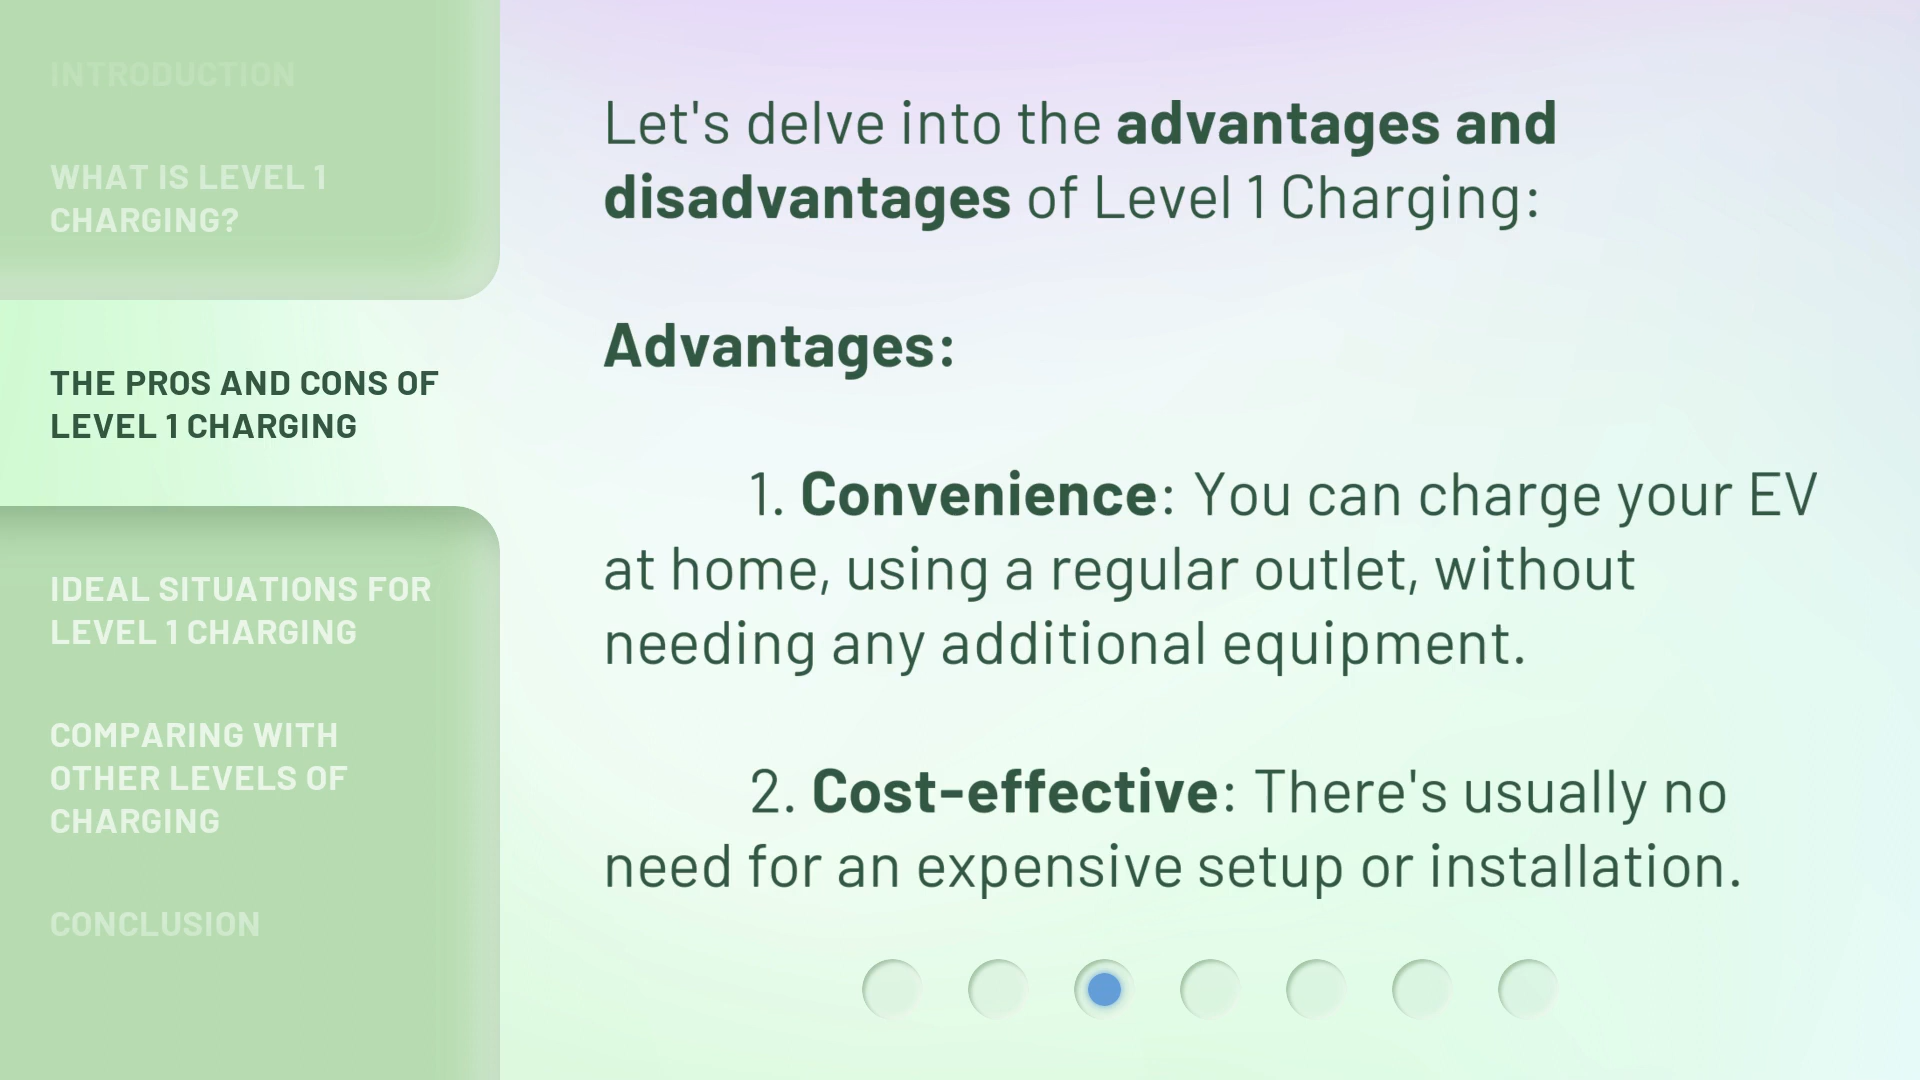 INTRODUCTION
WHAT IS LEVEL 1
CHARGING?
THE PROS AND CONS OF
LEVEL 1 CHARGING
IDEAL SITUATIONS FOR
LEVEL 1 CHARGING
COMPARING WITH
OTHER LEVELS OF
CHARGING
CONCLUSION
Let's delve into the advantages and
disadvantages of Level 1 Charging:
Advantages:
1. Convenience: You can charge your EV
at home, using a regular outlet, without
needing any additional equipment.
2. Cost-effective: There's usually no
need for an expensive setup or installation.